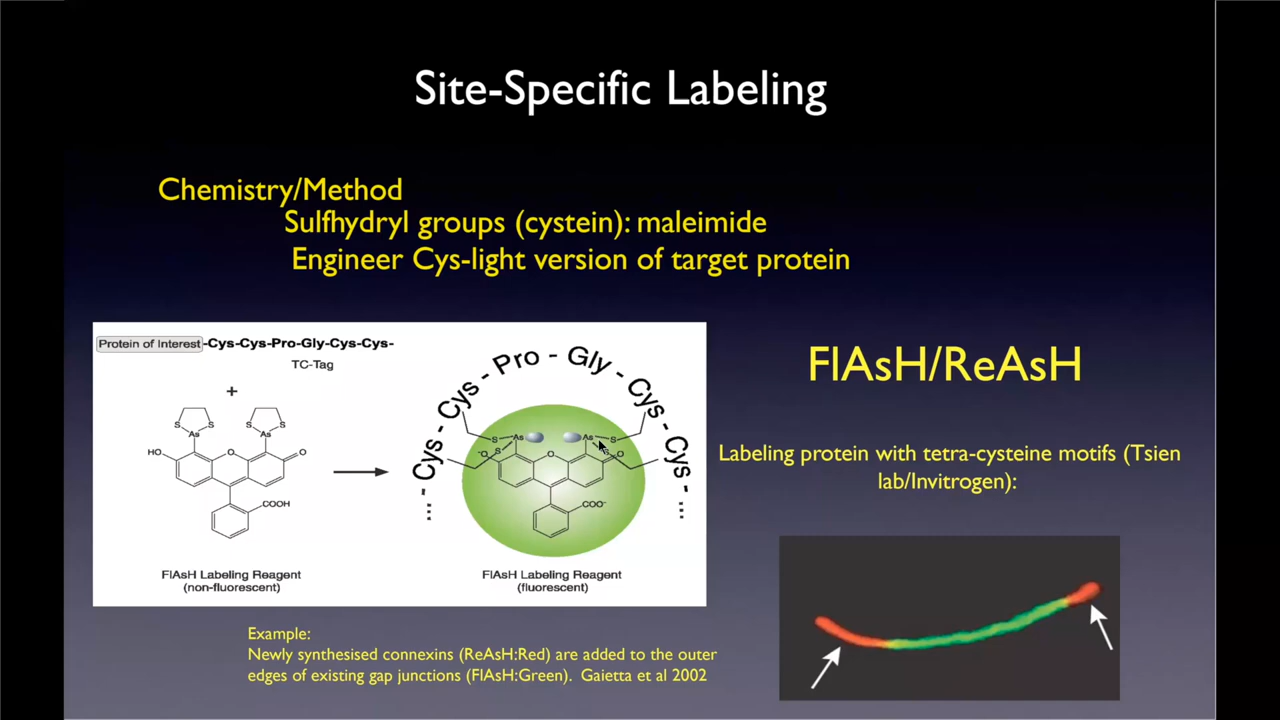 Site-Specific Labeling
Chemistry/Method
Sulfhydryl groups (cystein): maleimide
Engineer Cys-light version of target protein
Protein of Interest-Cys-Cys-Pro-Gly-Cys-Cys-
TC-Tag
+
S S S S
As As
HO O O
COOH
FlAsH Labeling Reagent
(non-fluorescent)
... - Cys - Cys - Pro - Gly - Cys - Cys - ...
S As As S
S S
⁻O O O
COO⁻
FlAsH Labeling Reagent
(fluorescent)
FlAsH/ReAsH
Labeling protein with tetra-cysteine motifs (Tsien
lab/Invitrogen):
Example:
Newly synthesised connexins (ReAsH:Red) are added to the outer
edges of existing gap junctions (FlAsH:Green). Gaietta et al 2002